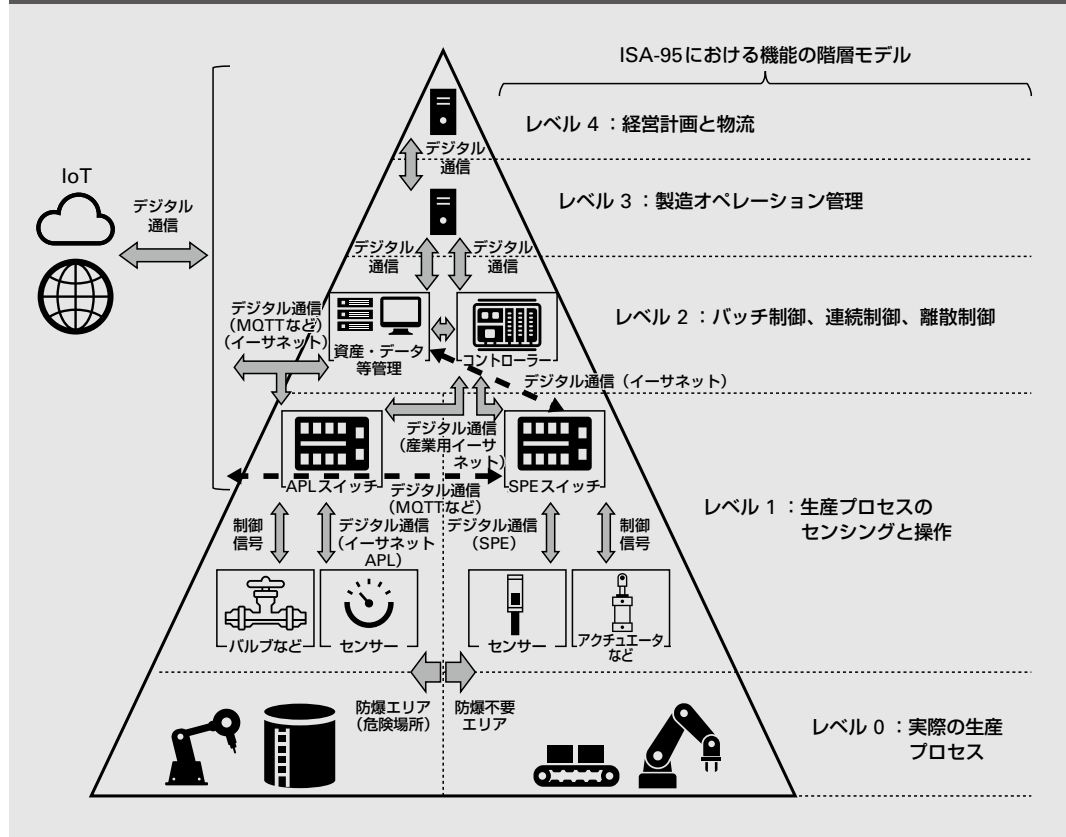 ISA-95における機能の階層モデル
レベル 4 ：経営計画と物流
デジタル
通信
IoT
デジタル
通信
レベル 3 ：製造オペレーション管理
デジタル
通信
デジタル
通信
デジタル通信
（MQTTなど）
（イーサネット）
資産・データ
等管理
コントローラー
レベル 2 ：バッチ制御、連続制御、離散制御
デジタル通信（イーサネット）
デジタル通信
（産業用イーサ
ネット）
APLスイッチ
SPEスイッチ
デジタル通信
（MQTTなど）
レベル 1 ：生産プロセスの
センシングと操作
制御
信号
デジタル通信
（イーサネット
APL）
デジタル通信
（SPE）
制御
信号
バルブなど
センサー
センサー
アクチュエータ
など
防爆エリア
（危険場所）
防爆不要
エリア
レベル 0 ：実際の生産
プロセス